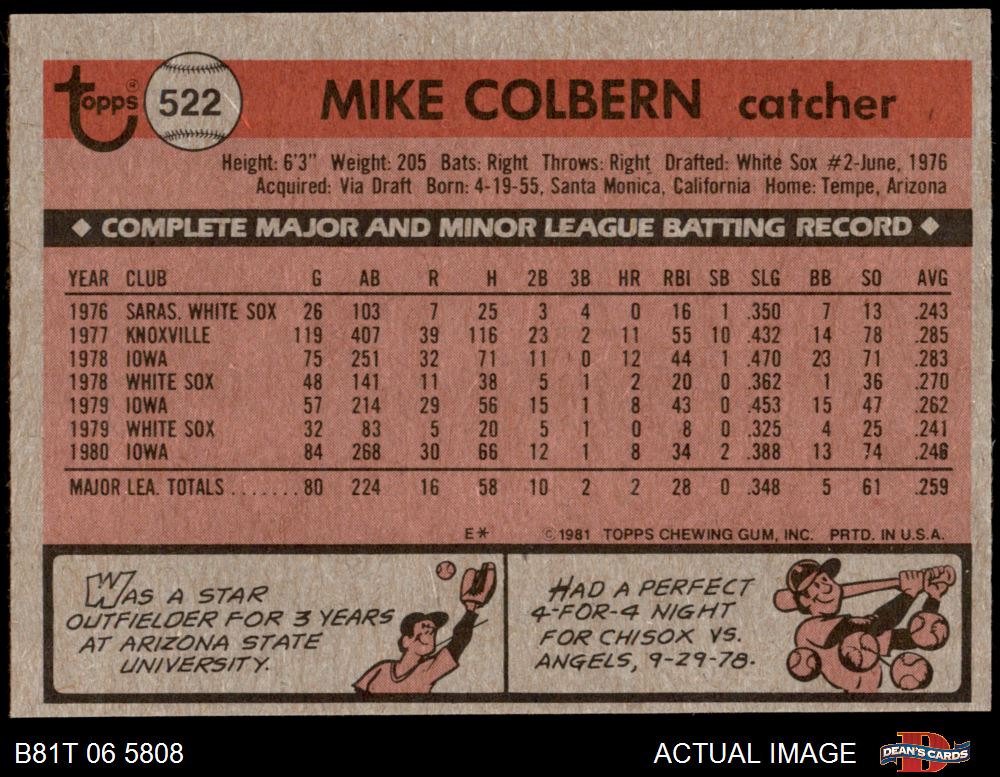 topps® 522 MIKE COLBERN catcher
Height: 6'3" Weight: 205 Bats: Right Throws: Right Drafted: White Sox #2-June, 1976
Acquired: Via Draft Born: 4-19-55, Santa Monica, California Home: Tempe, Arizona
◆ COMPLETE MAJOR AND MINOR LEAGUE BATTING RECORD ◆
YEAR CLUB G AB R H 2B 3B HR RBI SB SLG BB SO AVG
1976 SARAS. WHITE SOX 26 103 7 25 3 4 0 16 1 .350 7 13 .243
1977 KNOXVILLE 119 407 39 116 23 2 11 55 10 .432 14 78 .285
1978 IOWA 75 251 32 71 11 0 12 44 1 .470 23 71 .283
1978 WHITE SOX 48 141 11 38 5 1 2 20 0 .362 1 36 .270
1979 IOWA 57 214 29 56 15 1 8 43 0 .453 15 47 .262
1979 WHITE SOX 32 83 5 20 5 1 0 8 0 .325 4 25 .241
1980 IOWA 84 268 30 66 12 1 8 34 2 .388 13 74 .246
MAJOR LEA. TOTALS ....... 80 224 16 58 10 2 2 28 0 .348 5 61 .259
E* © 1981 TOPPS CHEWING GUM, INC. PRTD. IN U.S.A.
WAS A STAR
OUTFIELDER FOR 3 YEARS
AT ARIZONA STATE
UNIVERSITY.
HAD A PERFECT
4-FOR-4 NIGHT
FOR CHISOX VS.
ANGELS, 9-29-78.
B81T 06 5808 ACTUAL IMAGE DEAN'S CARDS